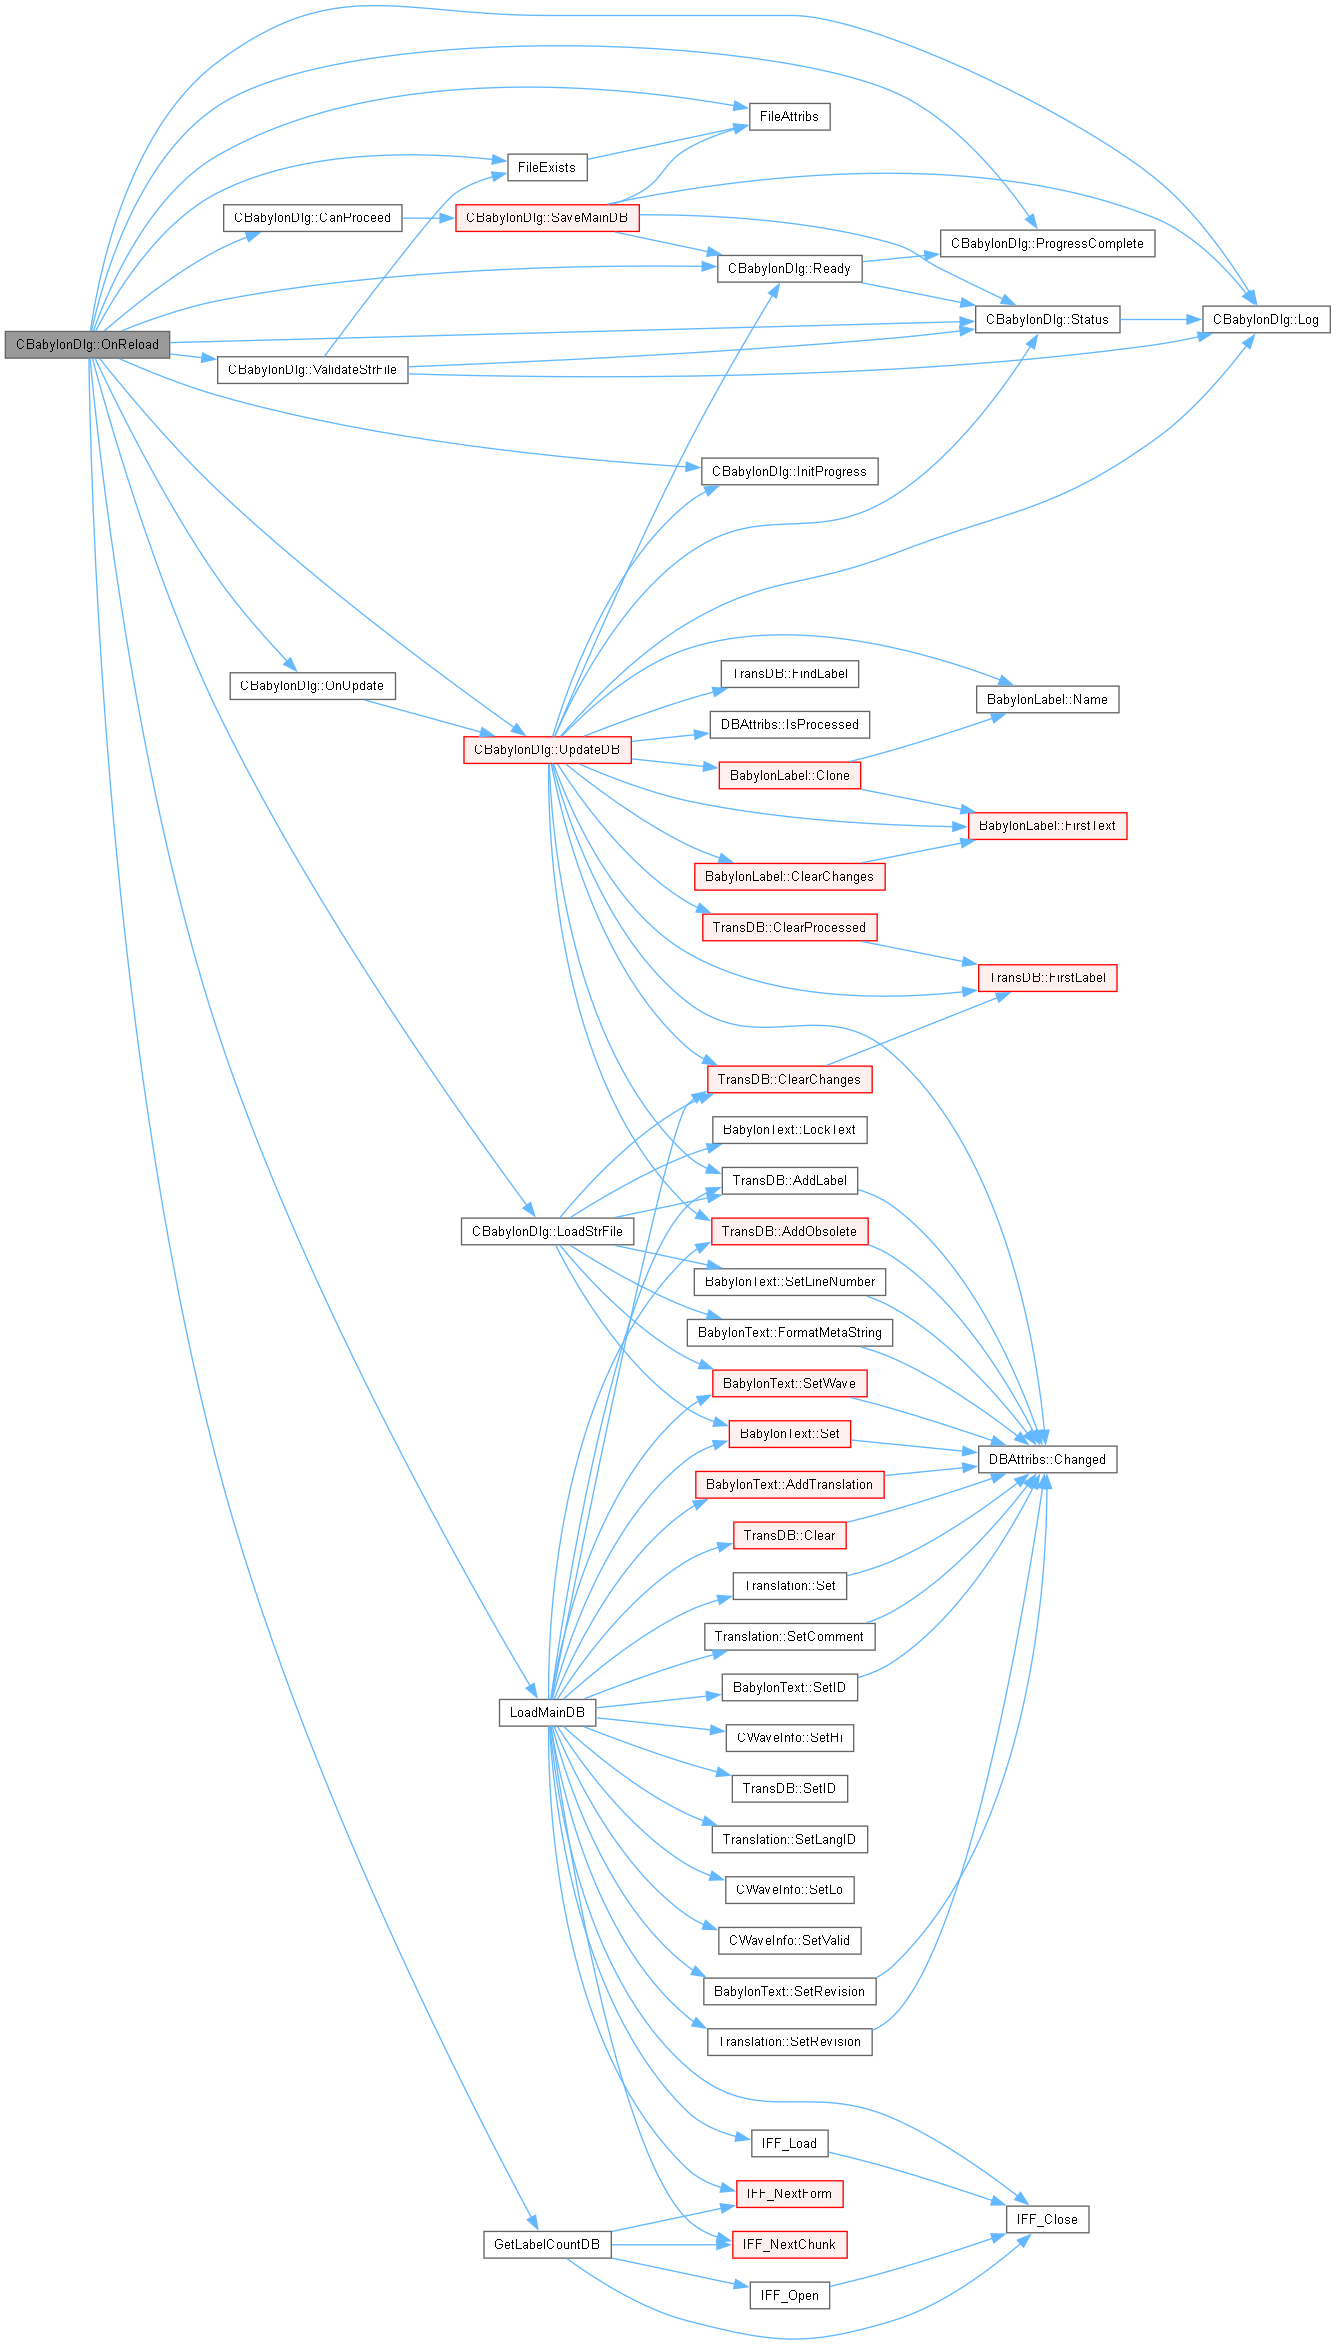 FileAttribs
FileExists
CBabylonDlg::CanProceed
CBabylonDlg::SaveMainDB
CBabylonDlg::ProgressComplete
CBabylonDlg::Ready
CBabylonDlg::Status
CBabylonDlg::Log
CBabylonDlg::OnReload
CBabylonDlg::ValidateStrFile
CBabylonDlg::InitProgress
TransDB::FindLabel
CBabylonDlg::OnUpdate
BabylonLabel::Name
DBAttribs::IsProcessed
CBabylonDlg::UpdateDB
BabylonLabel::Clone
BabylonLabel::FirstText
BabylonLabel::ClearChanges
TransDB::ClearProcessed
TransDB::FirstLabel
TransDB::ClearChanges
BabylonText::LockText
TransDB::AddLabel
CBabylonDlg::LoadStrFile
TransDB::AddObsolete
BabylonText::SetLineNumber
BabylonText::FormatMetaString
BabylonText::SetWave
BabylonText::Set
DBAttribs::Changed
BabylonText::AddTranslation
TransDB::Clear
Translation::Set
Translation::SetComment
BabylonText::SetID
LoadMainDB
CWaveInfo::SetHi
TransDB::SetID
Translation::SetLangID
CWaveInfo::SetLo
CWaveInfo::SetValid
BabylonText::SetRevision
Translation::SetRevision
IFF_Load
IFF_NextForm
IFF_Close
GetLabelCountDB
IFF_NextChunk
IFF_Open